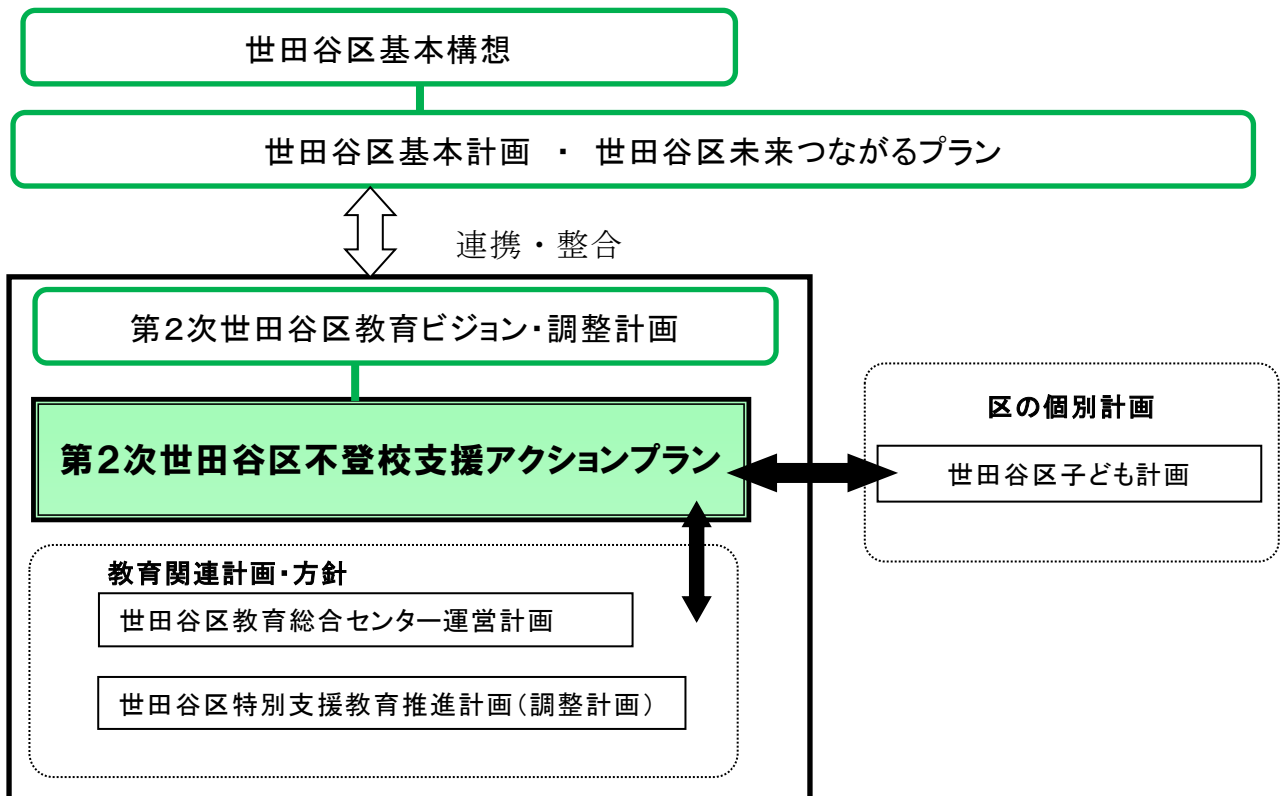 世田谷区基本構想
世田谷区基本計画 ・ 世田谷区未来つながるプラン
連携・整合
第2次世田谷区教育ビジョン・調整計画
第2次世田谷区不登校支援アクションプラン
区の個別計画
世田谷区子ども計画
教育関連計画・方針
世田谷区教育総合センター運営計画
世田谷区特別支援教育推進計画(調整計画)